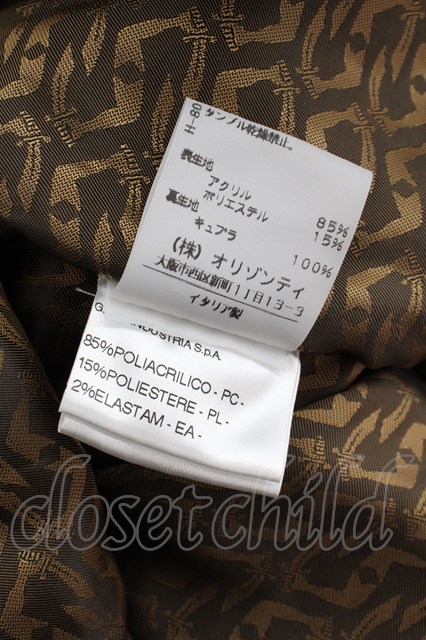 タンブル乾燥禁止。
H-80
表生地
アクリル 85%
ポリエステル 15%
裏生地
キュプラ 100%
(株) オリゾンティ
大阪市西区新町1丁目13-3
イタリア製
INDUSTRIA S.p.A.
85%POLIACRILICO - PC -
15%POLIESTERE - PL -
2%ELASTAM - EA -
closetchild